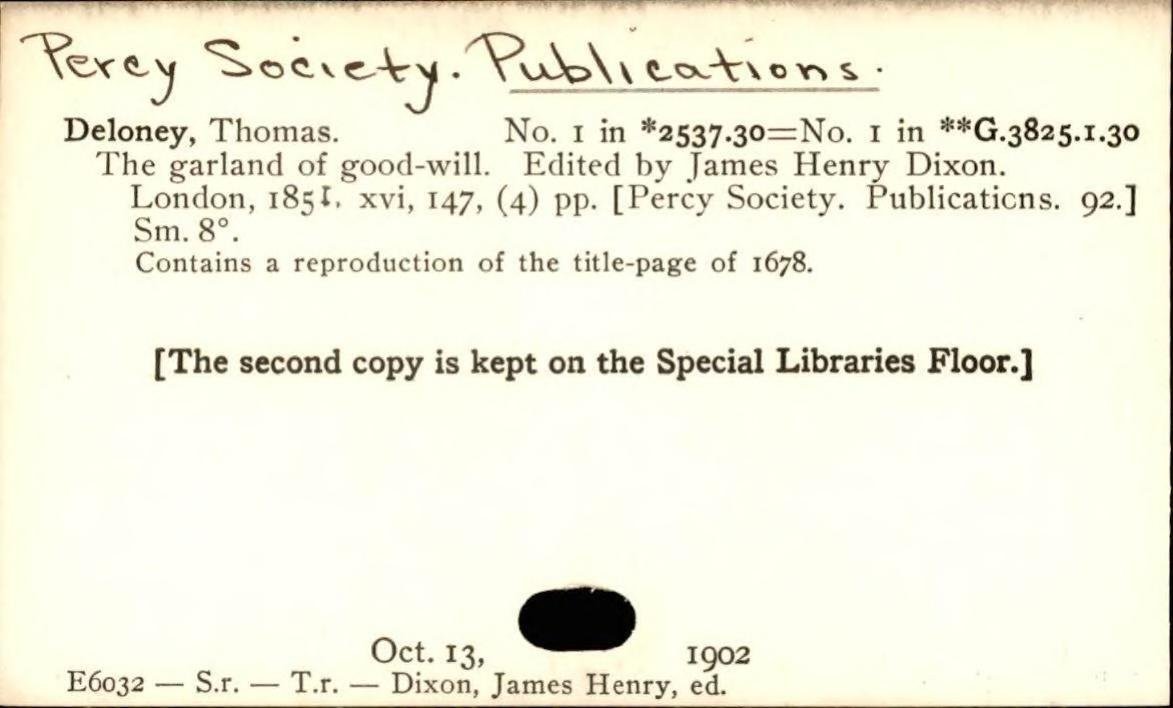 Percy Society. Publications.
Deloney, Thomas. No. 1 in *2537.30=No. 1 in **G.3825.1.30
The garland of good-will. Edited by James Henry Dixon.
London, 1851. xvi, 147, (4) pp. [Percy Society. Publications. 92.]
Sm. 8°.
Contains a reproduction of the title-page of 1678.
[The second copy is kept on the Special Libraries Floor.]
Oct. 13, 1902
E6032 — S.r. — T.r. — Dixon, James Henry, ed.